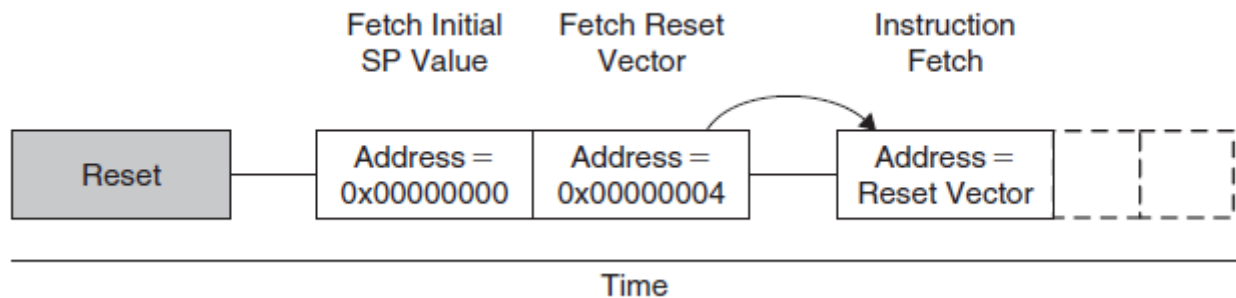 Fetch Initial
SP Value
Fetch Reset
Vector
Instruction
Fetch
Reset
Address =
0x00000000
Address =
0x00000004
Address =
Reset Vector
Time